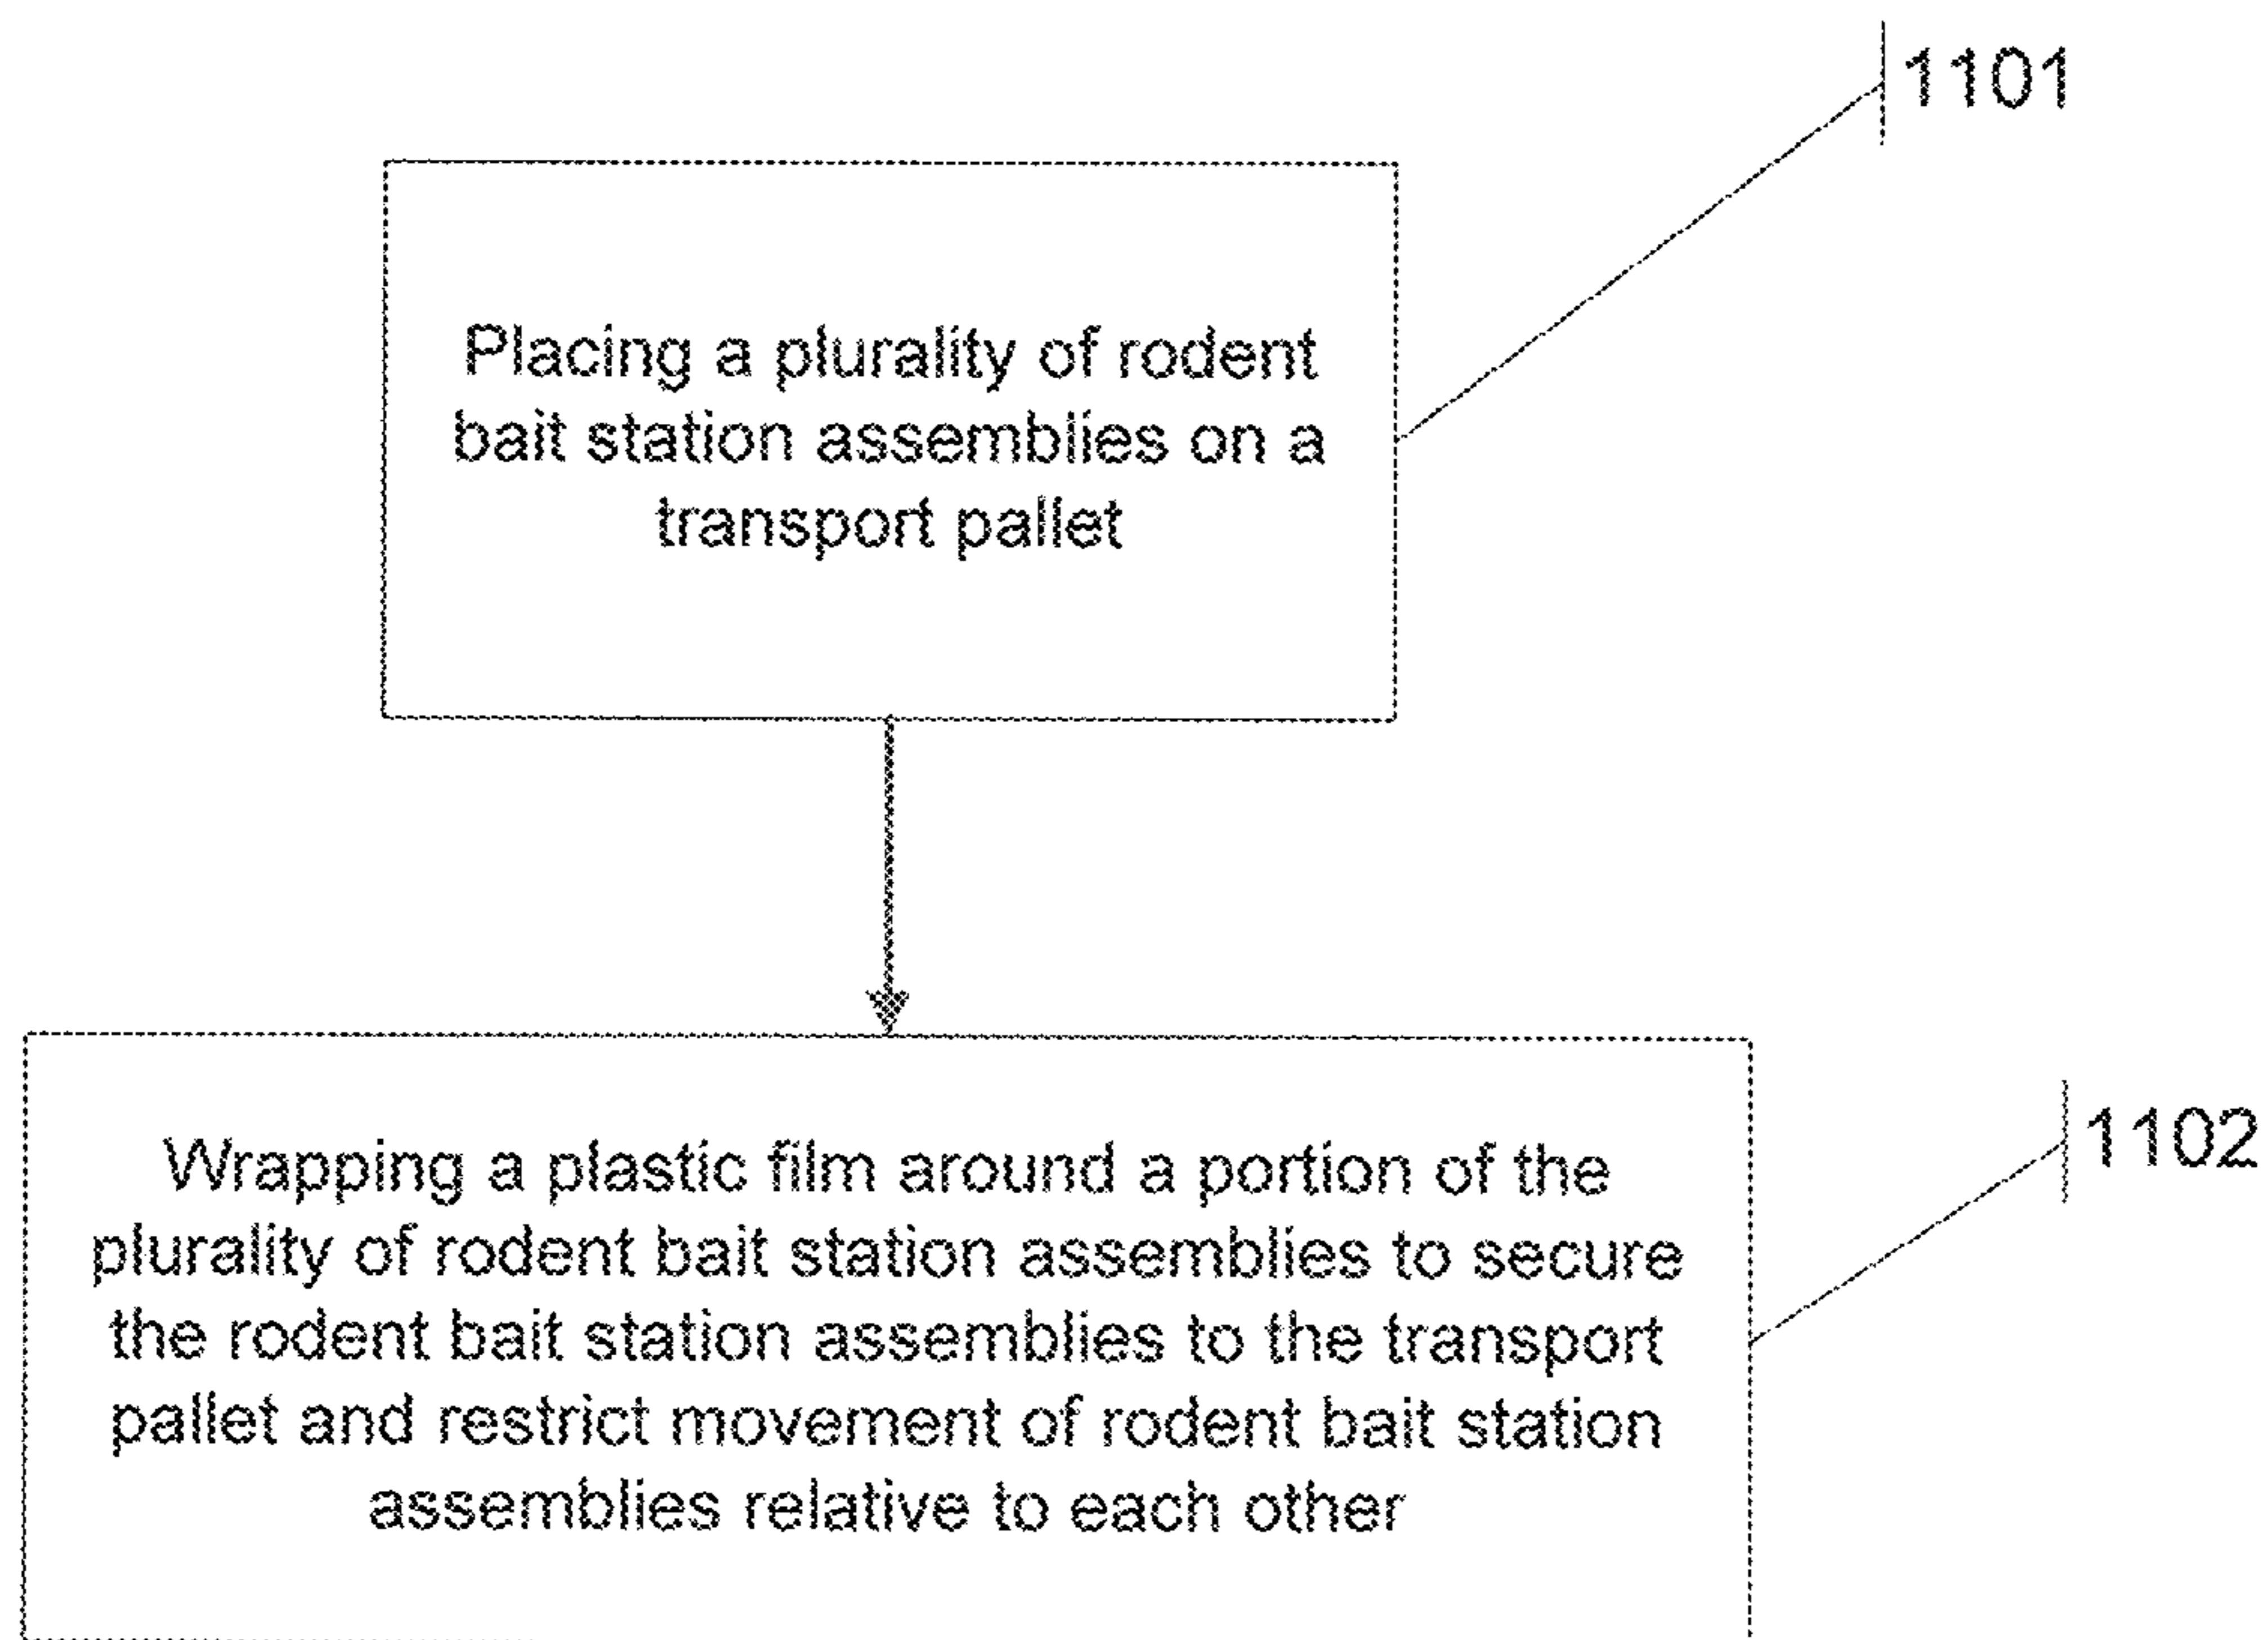 1101
Placing a plurality of rodent
bait station assemblies on a
transport pallet
Wrapping a plastic film around a portion of the
plurality of rodent bait station assemblies to secure
the rodent bait station assemblies to the transport
pallet and restrict movement of rodent bait station
assemblies relative to each other
1102